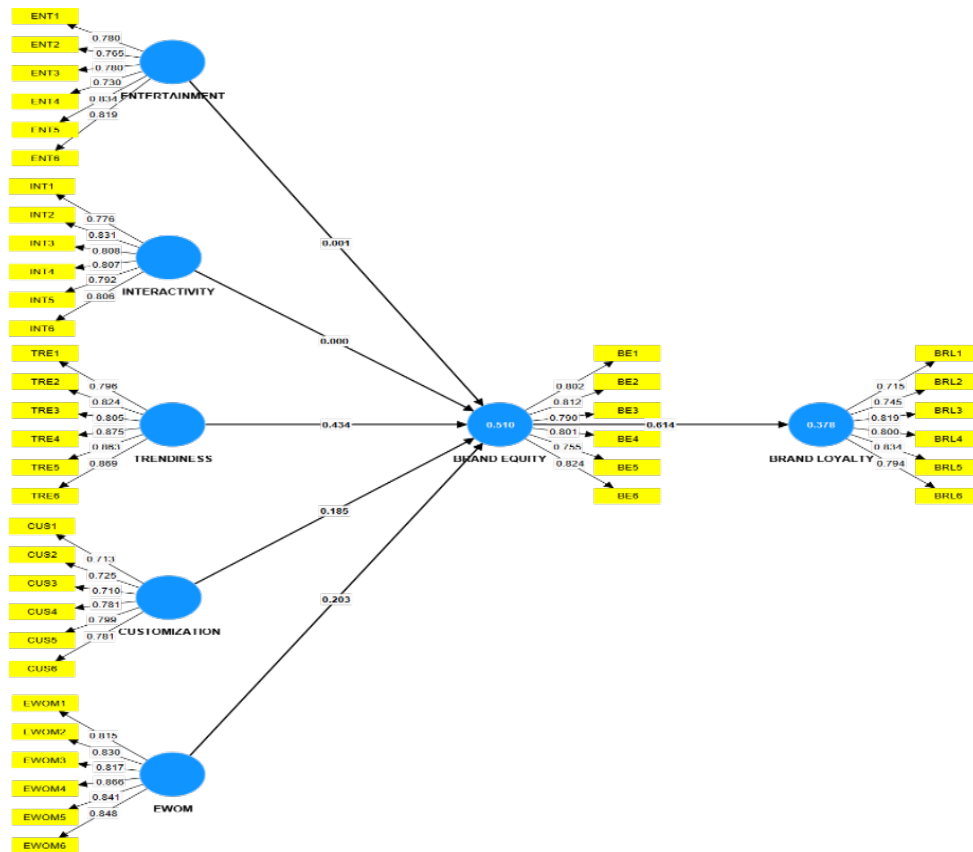 ENT1
0.780
ENT2
0.765
ENT3
0.780
0.730
ENT4
0.834
ENTERTAINMENT
0.819
ENT5
ENT6
INT1
0.776
INT2
0.831
INT3
0.808
0.807
INT4
0.792
INT5
0.806
INTERACTIVITY
INT6
0.001
0.000
TRE1
0.796
TRE2
0.824
TRE3
0.805
TRE4
0.875
0.863
TRENDINESS
TRE5
0.869
TRE6
0.434
BE1
0.802
BE2
0.812
BE3
0.790
0.510
0.801
BE4
0.755
BRAND EQUITY
BE5
0.824
BE6
0.614
BRL1
0.715
BRL2
0.745
BRL3
0.819
0.378
0.800
BRL4
0.834
BRAND LOYALTY
BRL5
0.794
BRL6
CUS1
0.713
CUS2
0.725
CUS3
0.710
CUS4
0.781
0.799
CUS5
0.781
CUSTOMIZATION
CUS6
0.185
0.203
EWOM1
0.815
EWOM2
0.830
EWOM3
0.817
EWOM4
0.866
0.841
EWOM5
0.848
EWOM
EWOM6